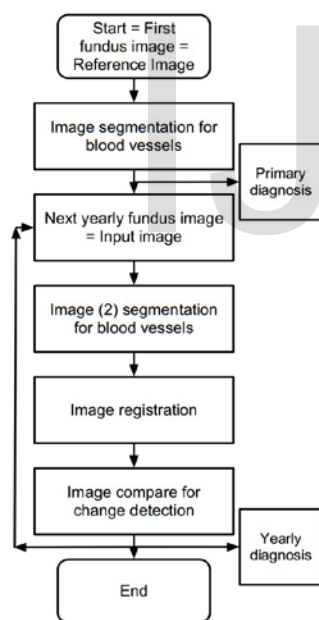 Start = First
fundus image =
Reference Image
Image segmentation for
blood vessels
Primary
diagnosis
Next yearly fundus image
= Input image
Image (2) segmentation
for blood vessels
Image registration
Image compare for
change detection
Yearly
diagnosis
End
IJ